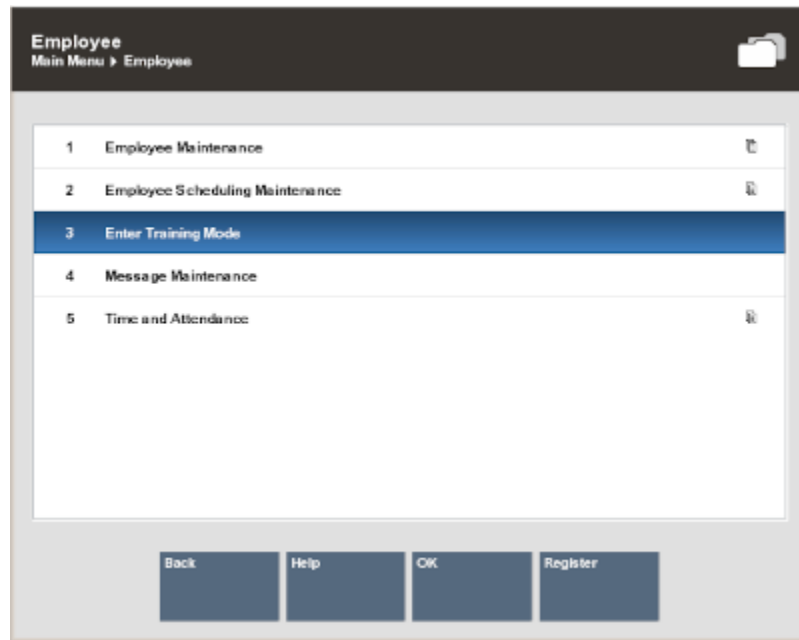 Employee
Main Menu ▸ Employee
1 Employee Maintenance
2 Employee Scheduling Maintenance
3 Enter Training Mode
4 Message Maintenance
5 Time and Attendance
Back Help OK Register